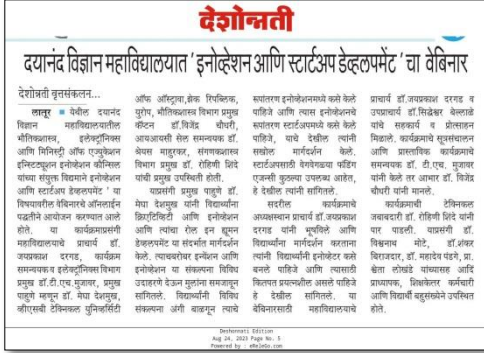 देशोन्नती
दयानंद विज्ञान महाविद्यालयात 'इनोव्हेशन आणि स्टार्टअप डेव्हलपमेंट' चा वेबिनार
देशोन्नती वृत्तसंकलन...
लातूर ■ येथील दयानंद
विज्ञान महाविद्यालयातील
भौतिकशास्त्र, इलेक्ट्रॉनिक्स
आणि मिनिस्ट्री ऑफ एज्युकेशन
इन्स्टिट्यूशन इनोव्हेशन कौन्सिल
यांच्या संयुक्त विद्यमाने इनोव्हेशन
आणि स्टार्टअप डेव्हलपमेंट ' या
विषयावरील वेबिनारचे ऑनलाईन
पद्धतीने आयोजन करण्यात आले
होते. या कार्यक्रमाप्रसंगी
महाविद्यालयाचे प्राचार्य डॉ.
जयप्रकाश दरगड, कार्यक्रम
समन्वयक व इलेक्ट्रॉनिक्स विभाग
प्रमुख डॉ.टी.एच.मुजावर, प्रमुख
पाहुणे म्हणून डॉ. मेघा देशमुख,
व्हीएसबी टेक्निकल युनिव्हर्सिटी
ऑफ ऑस्ट्रावा,झेक रिपब्लिक,
युरोप, भौतिकशास्त्र विभाग प्रमुख
कॅप्टन डॉ.विजेंद्र चौधरी,
आयआयसी सेल समन्वयक डॉ.
श्रेयस माहुरकर, संगणकशास्त्र
विभाग प्रमुख डॉ. रोहिणी शिंदे
यांची प्रमुख उपस्थिती होती.
याप्रसंगी प्रमुख पाहुणे डॉ.
मेघा देशमुख यांनी विद्यार्थ्यांना
क्रिएटिव्हिटी आणि इनोव्हेशन
आणि त्यांचा रोल इन ह्युमन
डेव्हलपमेंट या संदर्भात मार्गदर्शन
केले. त्याचबरोबर इन्व्हेंशन आणि
इनोव्हेशन या संकल्पना विविध
उदाहरणे देऊन मुलांना समजावून
सांगितले. विद्यार्थ्यांनी विविध
संकल्पना अंगी बाळगून त्याचे
रूपांतरण इनोव्हेशनमध्ये कसे केले
पाहिजे आणि त्यास इनोव्हेशनचे
रूपांतरण स्टार्टअपमध्ये कसे केले
पाहिजे, याचे देखील त्यांनी
सखोल मार्गदर्शन केले.
स्टार्टअपसाठी वेगवेगळ्या फंडिंग
एजन्सी कुठल्या उपलब्ध आहेत,
हे देखील त्यांनी सांगितले.
सदरील कार्यक्रमाचे
अध्यक्षस्थान प्राचार्य डॉ.जयप्रकाश
दरगड यांनी भूषविले आणि
विद्यार्थ्यांना मार्गदर्शन करताना
त्यांनी विद्यार्थ्यांनी इनोव्हेटर कसे
बनले पाहिजे आणि त्यासाठी
कितपत प्रयत्नशील असले पाहिजे
हे देखील सांगितले. या
वेबिनारसाठी महाविद्यालयाचे
प्राचार्य डॉ.जयप्रकाश दरगड व
उपप्राचार्य डॉ.सिद्धेश्वर बेल्लाळे
यांचे सहकार्य व प्रोत्साहन
मिळाले. कार्यक्रमाचे सूत्रसंचालन
आणि प्रास्ताविक कार्यक्रमाचे
समन्वयक डॉ. टी.एच. मुजावर
यांनी केले तर आभार डॉ. विजेंद्र
चौधरी यांनी मानले.
कार्यक्रमाची टेक्निकल
जबाबदारी डॉ. रोहिणी शिंदे यांनी
पार पाडली. याप्रसंगी डॉ.
विश्वनाथ मोटे, डॉ.शंकर
बिराजदार, डॉ. महादेव पंडगे, प्रा.
श्वेता लोखंडे यांच्यासह आदि
प्राध्यापक, शिक्षकेतर कर्मचारी
आणि विद्यार्थी बहुसंख्येने उपस्थित
होते.
Deshonnati Edition
Aug 24, 2023 Page No. 5
Powered by : eReleGo.com